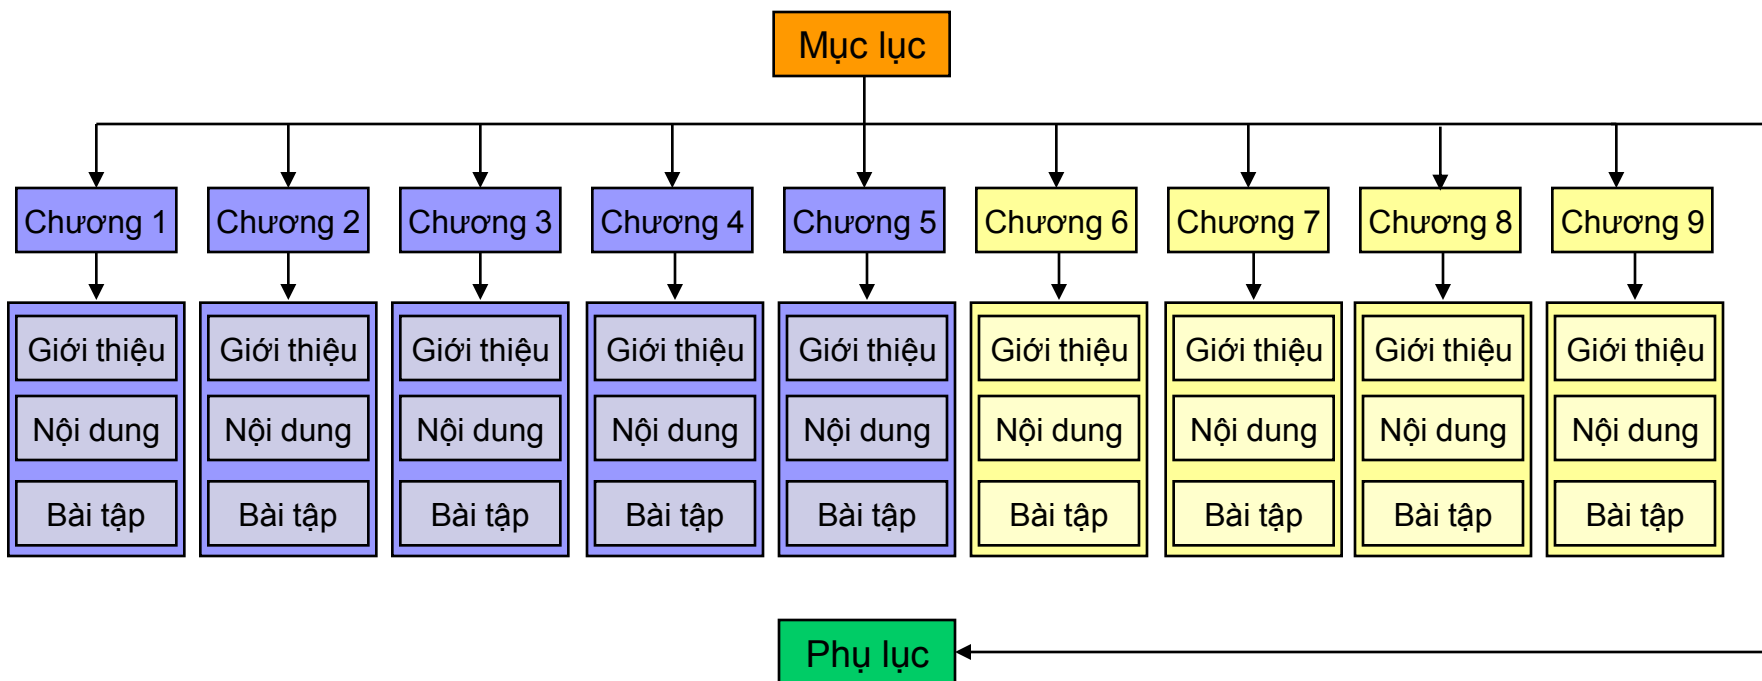 Mục lục
Chương 1
Chương 2
Chương 3
Chương 4
Chương 5
Chương 6
Chương 7
Chương 8
Chương 9
Giới thiệu
Giới thiệu
Giới thiệu
Giới thiệu
Giới thiệu
Giới thiệu
Giới thiệu
Giới thiệu
Giới thiệu
Nội dung
Nội dung
Nội dung
Nội dung
Nội dung
Nội dung
Nội dung
Nội dung
Nội dung
Bài tập
Bài tập
Bài tập
Bài tập
Bài tập
Bài tập
Bài tập
Bài tập
Bài tập
Phụ lục